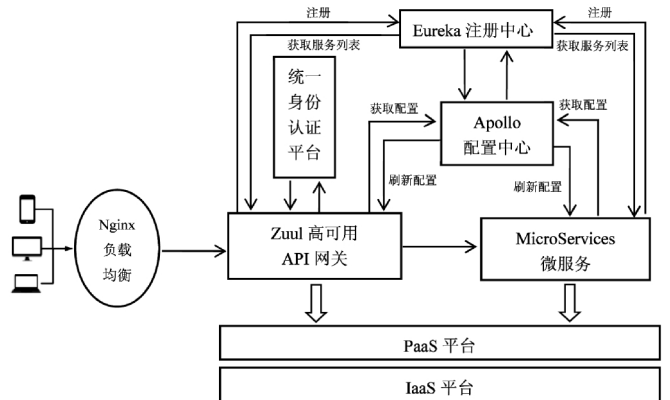 注册
Eureka 注册中心
注册
获取服务列表
获取服务列表
统一
身份
认证
平台
获取配置
Apollo
配置中心
获取配置
刷新配置
刷新配置
Nginx
负载
均衡
Zuul 高可用
API 网关
MicroServices
微服务
PaaS 平台
IaaS 平台